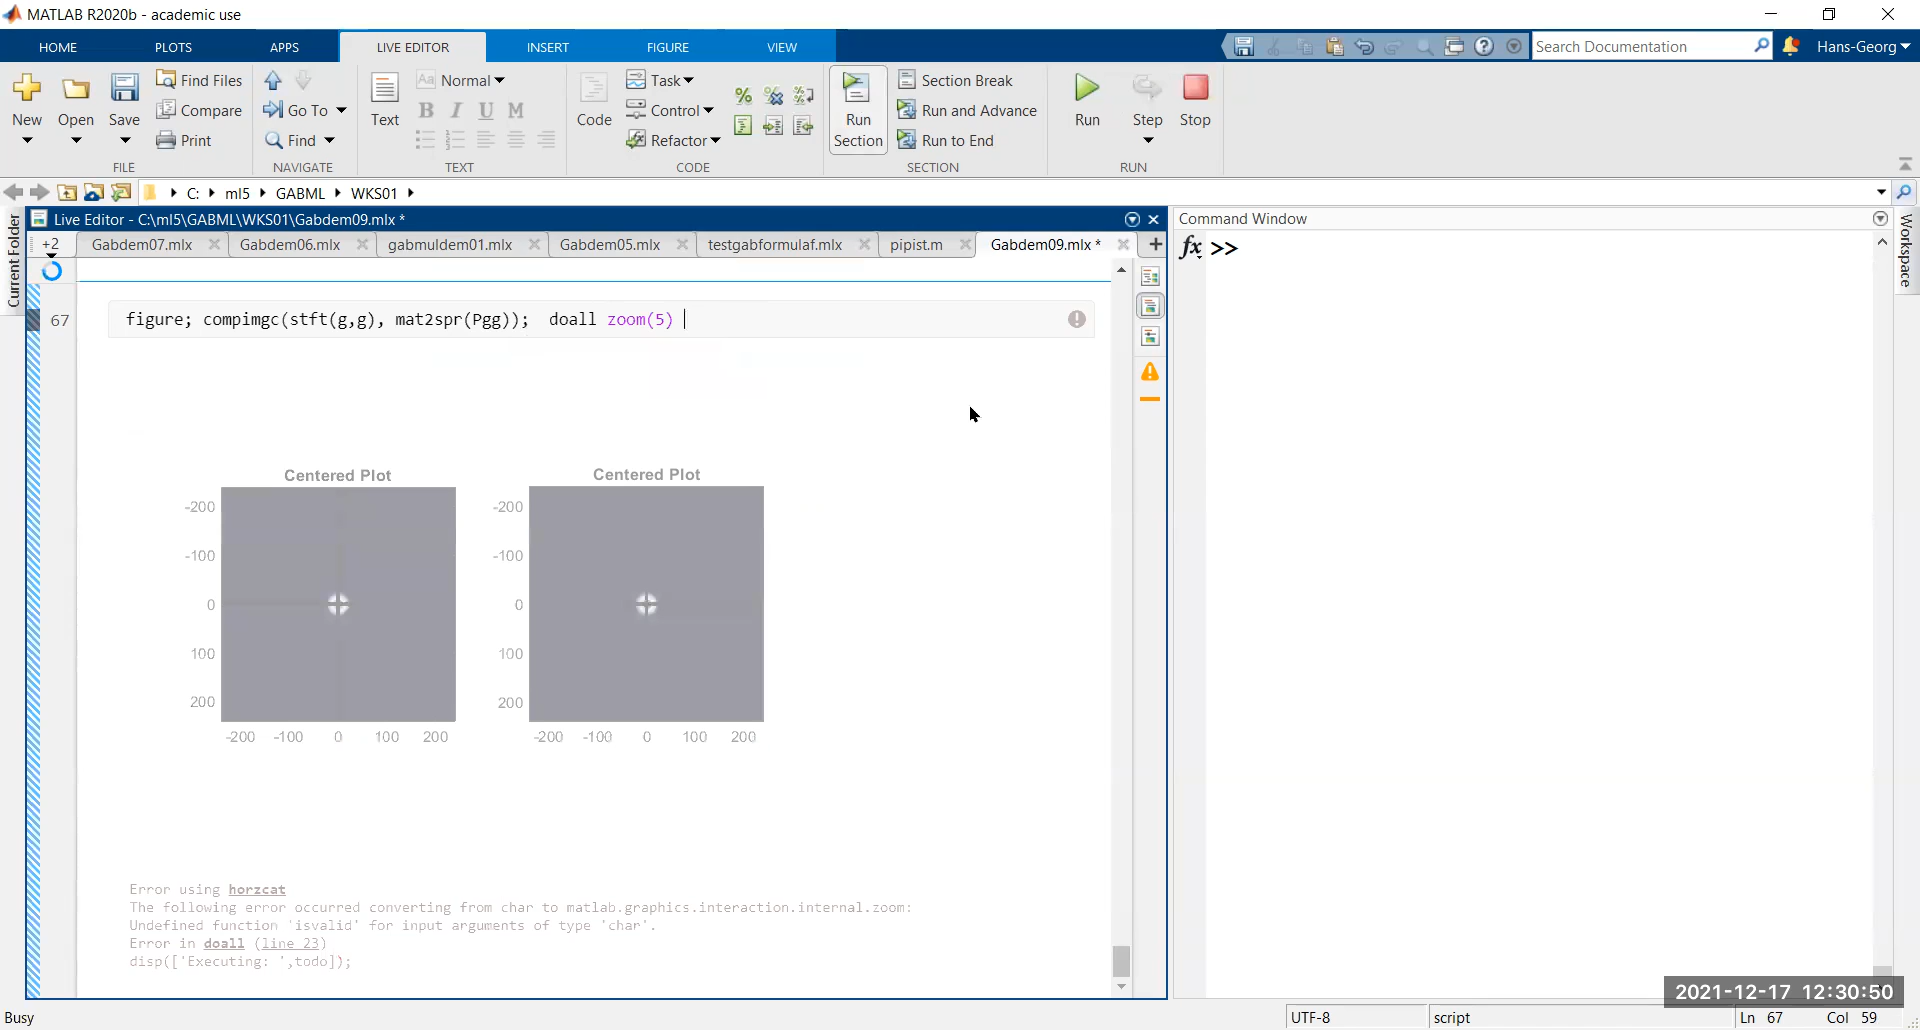 MATLAB R2020b - academic use
HOME PLOTS APPS LIVE EDITOR INSERT FIGURE VIEW Search Documentation Hans-Georg
New Open Save Find Files Compare Print
FILE
Go To Find
NAVIGATE
Text Aa Normal B I U M
TEXT
Code Task Control Refactor
CODE
Run Section Section Break Run and Advance Run to End
SECTION
Run Step Stop
RUN
C: ml5 GABML WKS01
Current Folder
Live Editor - C:\ml5\GABML\WKS01\Gabdem09.mlx *
+2 Gabdem07.mlx Gabdem06.mlx gabmuldem01.mlx Gabdem05.mlx testgabformulaf.mlx pipist.m Gabdem09.mlx * +
67 figure; compimgc(stft(g,g), mat2spr(Pgg)); doall zoom(5)
Centered Plot
-200
-100
0
100
200
-200 -100 0 100 200
Centered Plot
-200
-100
0
100
200
-200 -100 0 100 200
Error using horzcat
The following error occurred converting from char to matlab.graphics.interaction.internal.zoom:
Undefined function 'isvalid' for input arguments of type 'char'.
Error in doall (line 23)
disp(['Executing: ',todo]);
Command Window
fx >>
Workspace
2021-12-17 12:30:50
Busy UTF-8 script Ln 67 Col 59